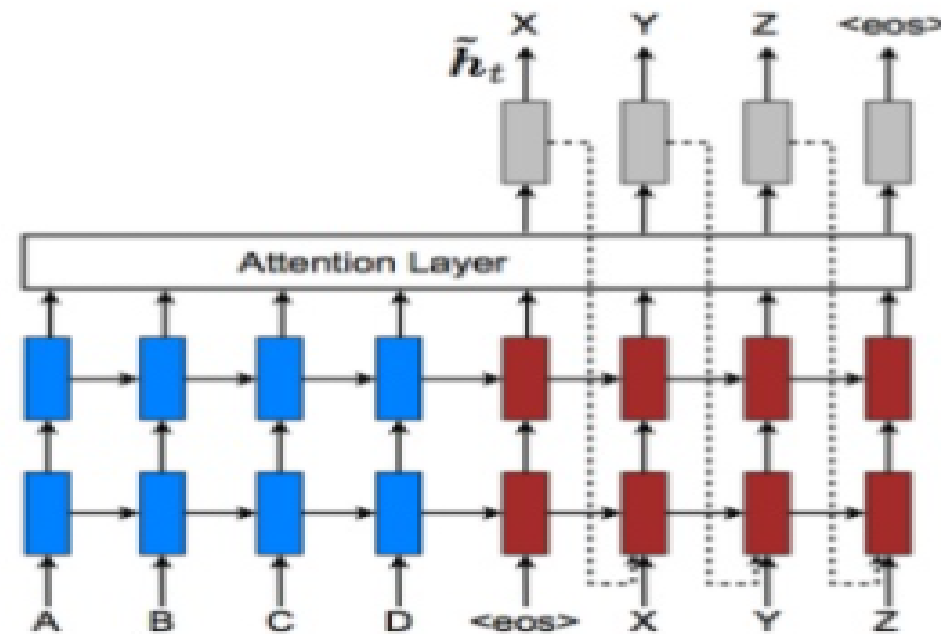 X Y Z <eos>
h̃ₜ
Attention Layer
A B C D <eos> X Y Z